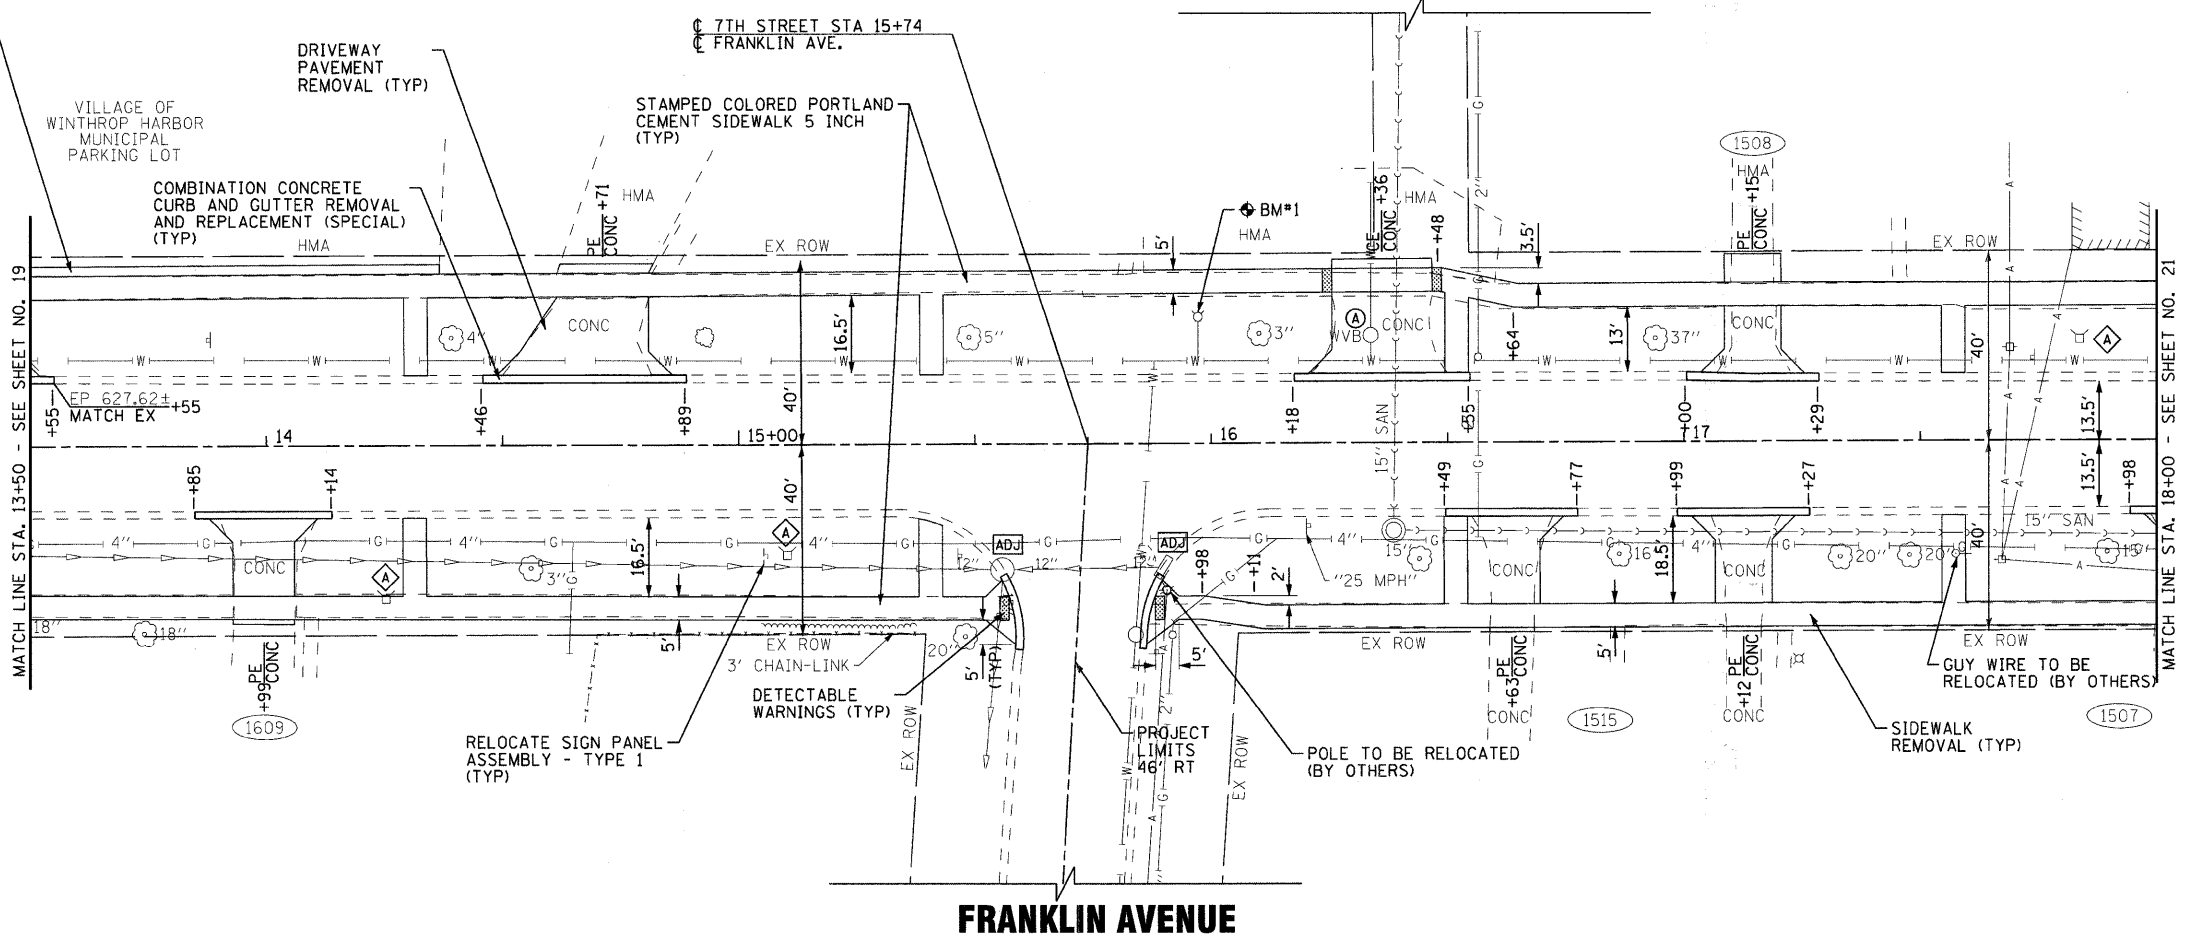 ℄ 7TH STREET STA 15+74
℄ FRANKLIN AVE.
DRIVEWAY
PAVEMENT
REMOVAL (TYP)
VILLAGE OF
WINTHROP HARBOR
MUNICIPAL
PARKING LOT
STAMPED COLORED PORTLAND
CEMENT SIDEWALK 5 INCH
(TYP)
COMBINATION CONCRETE
CURB AND GUTTER REMOVAL
AND REPLACEMENT (SPECIAL)
(TYP)
HMA
PE
CONC +71
HMA
EX ROW
5'
BM#1
HMA
CONC +36
HMA
+48
G
2"
3.5'
1508
HMA
PE
CONC +15
EX ROW
A
MATCH LINE STA. 13+50 - SEE SHEET NO. 19
MATCH LINE STA. 18+00 - SEE SHEET NO. 21
4"
CONC
16.5'
5"
3"
A
WVB
CONC
+64
13'
37"
CONC
40'
A
W
W
W
W
W
W
W
W
W
W
EP 627.62±
MATCH EX
+55
+55
+46
+89
40'
+18
+55
+00
+29
13.5'
14
15+00
16
17
+85
+14
40'
15" SAN
+49
+77
+99
+27
13.5'
+98
4"
G
4"
G
4"
G
A
4"
G
ADJ
G
ADJ
G
4"
15"
16
18.5'
4"
20"
20"
15" SAN
40'
CONC
3"
G
16.5'
12"
12"
12"
+98
+11
2'
"25 MPH"
CONC
CONC
A
A
18"
18"
5'
EX ROW
3' CHAIN-LINK
20"
5'
(TYP)
5'
EX ROW
5'
EX ROW
+99 PE
CONC
1609
DETECTABLE
WARNINGS (TYP)
RELOCATE SIGN PANEL
ASSEMBLY - TYPE 1
(TYP)
EX ROW
PROJECT
LIMITS
46' RT
EX ROW
POLE TO BE RELOCATED
(BY OTHERS)
+63 PE
CONC
CONC
1515
+12 PE
CONC
CONC
GUY WIRE TO BE
RELOCATED (BY OTHERS)
SIDEWALK
REMOVAL (TYP)
1507
FRANKLIN AVENUE